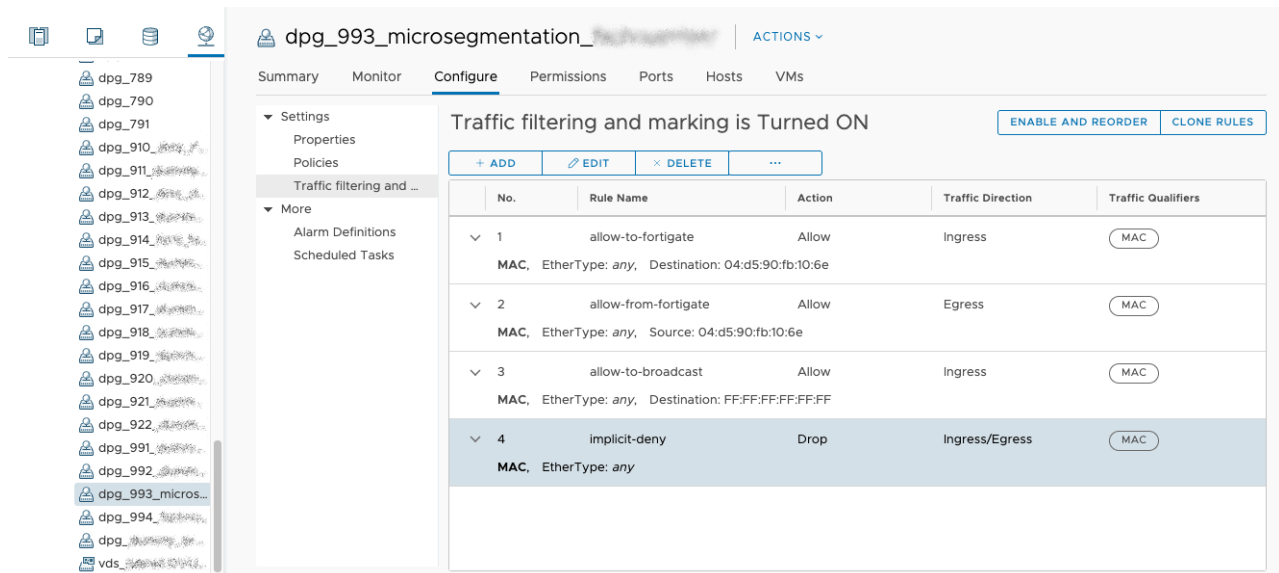 dpg_789
dpg_790
dpg_791
dpg_910_
dpg_911_
dpg_912_
dpg_913_
dpg_914_
dpg_915_
dpg_916_
dpg_917_
dpg_918_
dpg_919_
dpg_920_
dpg_921_
dpg_922_
dpg_991_
dpg_992_
dpg_993_micros...
dpg_994_
dpg_
vds_
dpg_993_microsegmentation_
ACTIONS
Summary Monitor Configure Permissions Ports Hosts VMs
Settings
Properties
Policies
Traffic filtering and ...
More
Alarm Definitions
Scheduled Tasks
Traffic filtering and marking is Turned ON
ENABLE AND REORDER CLONE RULES
+ ADD EDIT × DELETE ...
No. Rule Name Action Traffic Direction Traffic Qualifiers
1 allow-to-fortigate Allow Ingress MAC
MAC, EtherType: any, Destination: 04:d5:90:fb:10:6e
2 allow-from-fortigate Allow Egress MAC
MAC, EtherType: any, Source: 04:d5:90:fb:10:6e
3 allow-to-broadcast Allow Ingress MAC
MAC, EtherType: any, Destination: FF:FF:FF:FF:FF:FF
4 implicit-deny Drop Ingress/Egress MAC
MAC, EtherType: any